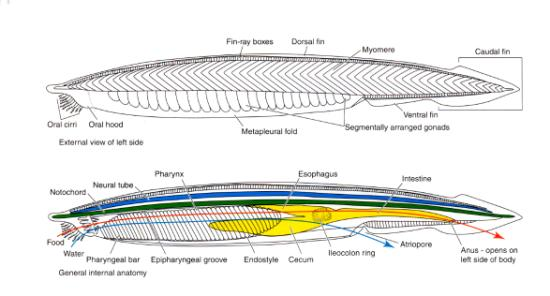 Fin-ray boxes
Dorsal fin
Myomere
Caudal fin
Oral cirri
Oral hood
Metapleural fold
Segmentally arranged gonads
Ventral fin
External view of left side
Notochord
Neural tube
Pharynx
Esophagus
Intestine
Food
Water
Pharyngeal bar
Epipharyngeal groove
Endostyle
Cecum
Ileocolon ring
Atriopore
Anus - opens on
left side of body
General internal anatomy